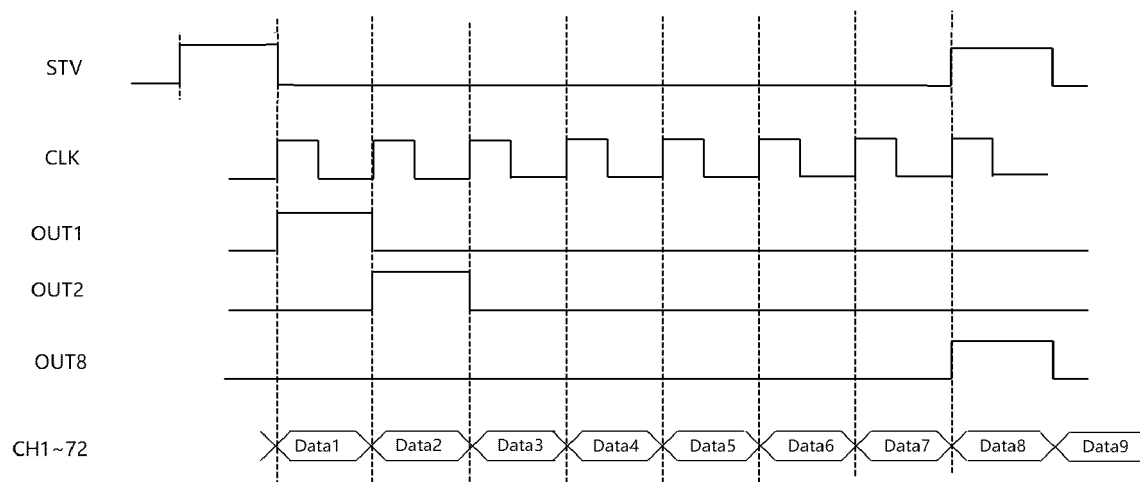 STV
CLK
OUT1
OUT2
OUT8
CH1~72 Data1 Data2 Data3 Data4 Data5 Data6 Data7 Data8 Data9